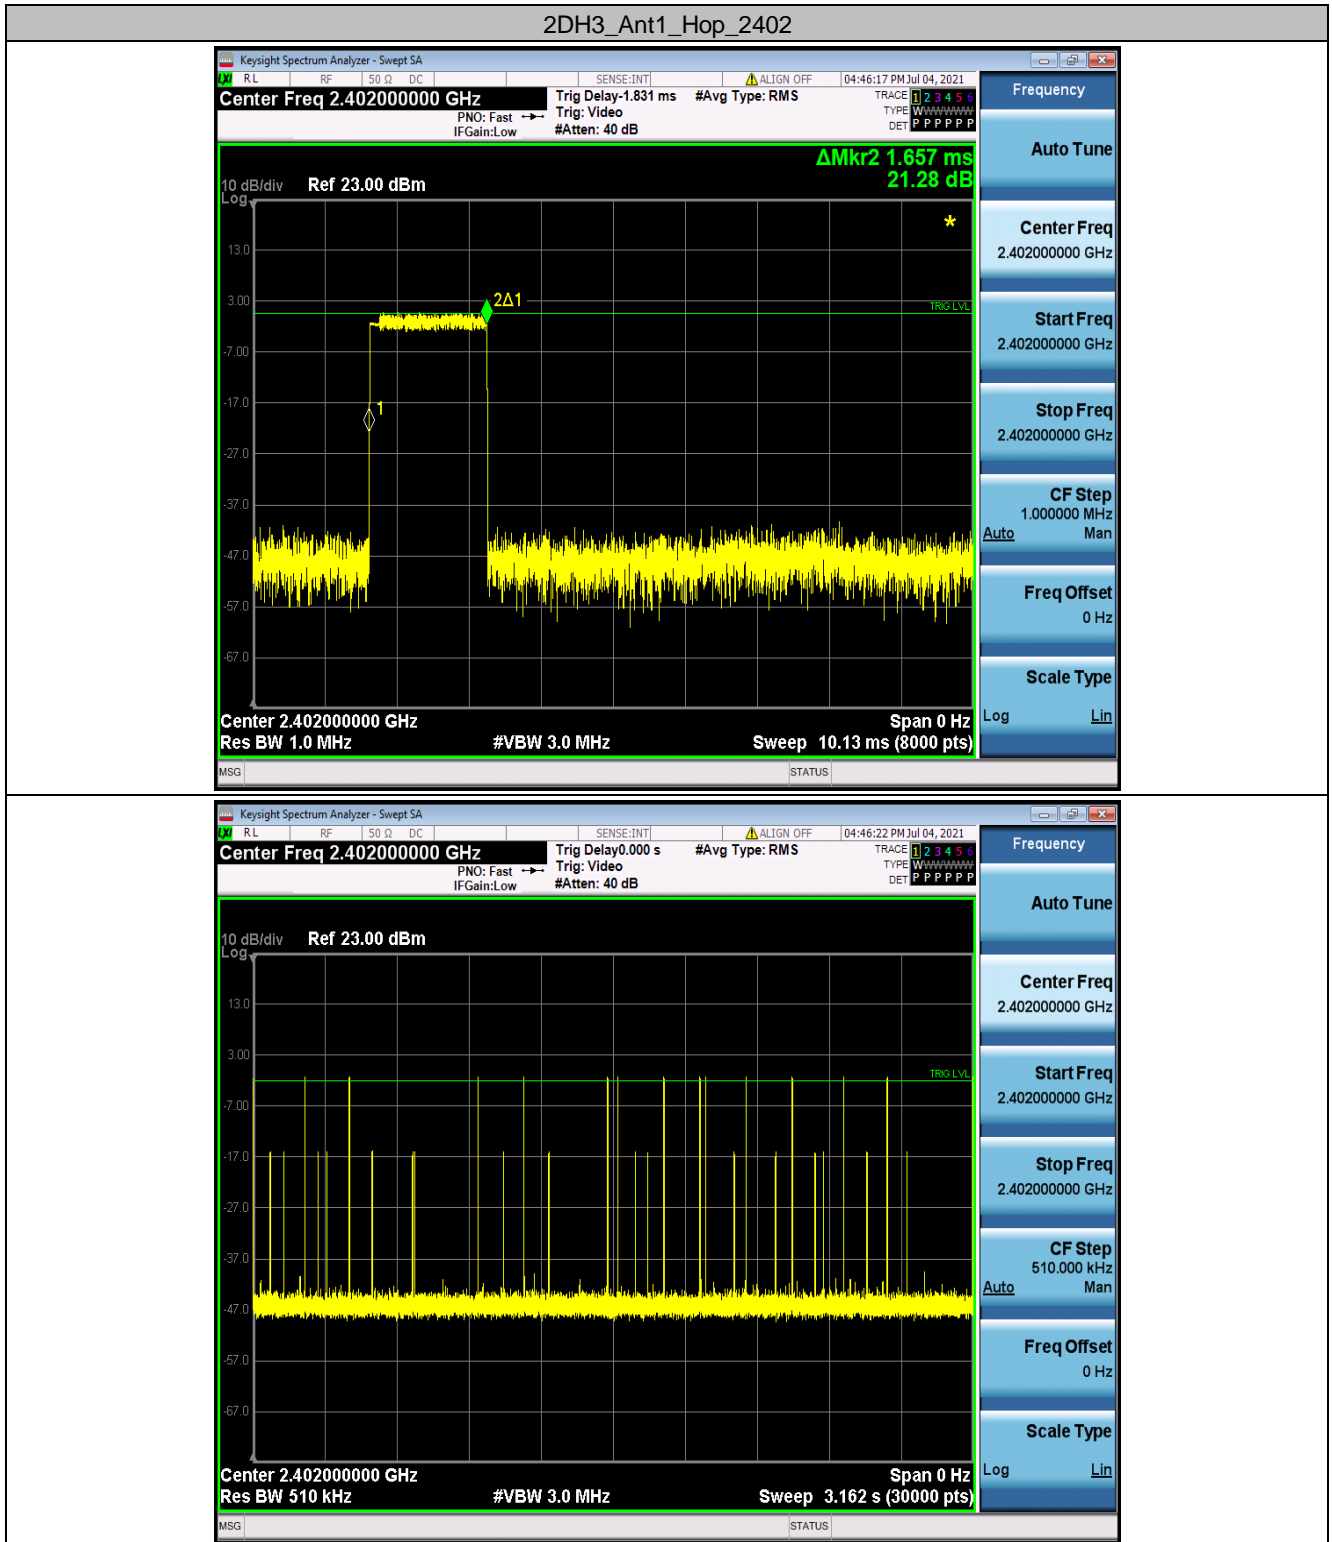 2DH3_Ant1_Hop_2402
Keysight Spectrum Analyzer - Swept SA
LXI RL RF 50 Ω DC SENSE:INT ALIGN OFF 04:46:17 PM Jul 04, 2021
Center Freq 2.402000000 GHz
PNO: Fast
IFGain:Low
Trig Delay-1.831 ms
Trig: Video
#Atten: 40 dB
#Avg Type: RMS
TRACE 1 2 3 4 5 6
TYPE WWWWWW
DET P P P P P P
ΔMkr2 1.657 ms
21.28 dB
10 dB/div Ref 23.00 dBm
Log
13.0
3.00
-7.00
-17.0
-27.0
-37.0
-47.0
-57.0
-67.0
2Δ1
1
*
TRIG LVL
Center 2.402000000 GHz Span 0 Hz
Res BW 1.0 MHz #VBW 3.0 MHz Sweep 10.13 ms (8000 pts)
MSG STATUS
Frequency
Auto Tune
Center Freq
2.402000000 GHz
Start Freq
2.402000000 GHz
Stop Freq
2.402000000 GHz
CF Step
1.000000 MHz
Auto Man
Freq Offset
0 Hz
Scale Type
Log Lin
Keysight Spectrum Analyzer - Swept SA
LXI RL RF 50 Ω DC SENSE:INT ALIGN OFF 04:46:22 PM Jul 04, 2021
Center Freq 2.402000000 GHz
PNO: Fast
IFGain:Low
Trig Delay0.000 s
Trig: Video
#Atten: 40 dB
#Avg Type: RMS
TRACE 1 2 3 4 5 6
TYPE WWWWWW
DET P P P P P P
10 dB/div Ref 23.00 dBm
Log
13.0
3.00
-7.00
-17.0
-27.0
-37.0
-47.0
-57.0
-67.0
TRIG LVL
Center 2.402000000 GHz Span 0 Hz
Res BW 510 kHz #VBW 3.0 MHz Sweep 3.162 s (30000 pts)
MSG STATUS
Frequency
Auto Tune
Center Freq
2.402000000 GHz
Start Freq
2.402000000 GHz
Stop Freq
2.402000000 GHz
CF Step
510.000 kHz
Auto Man
Freq Offset
0 Hz
Scale Type
Log Lin